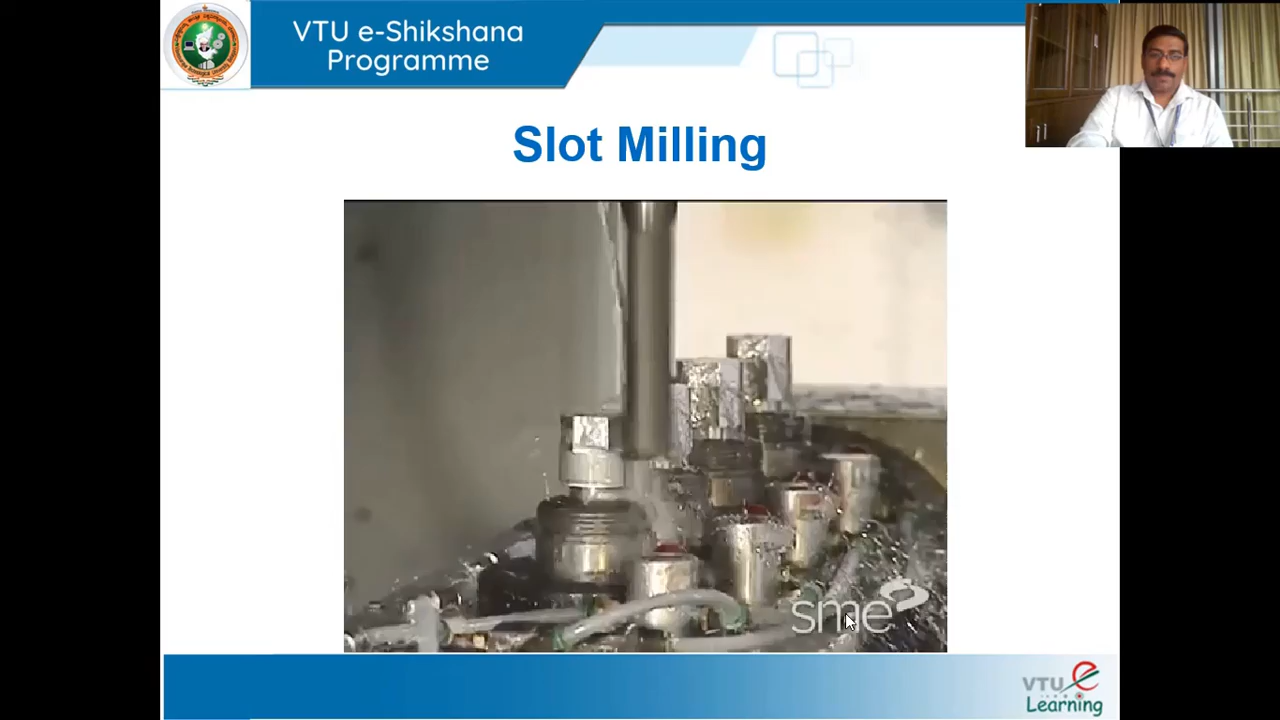 VTU e-Shikshana
Programme
Slot Milling
sme
VTU e
Learning